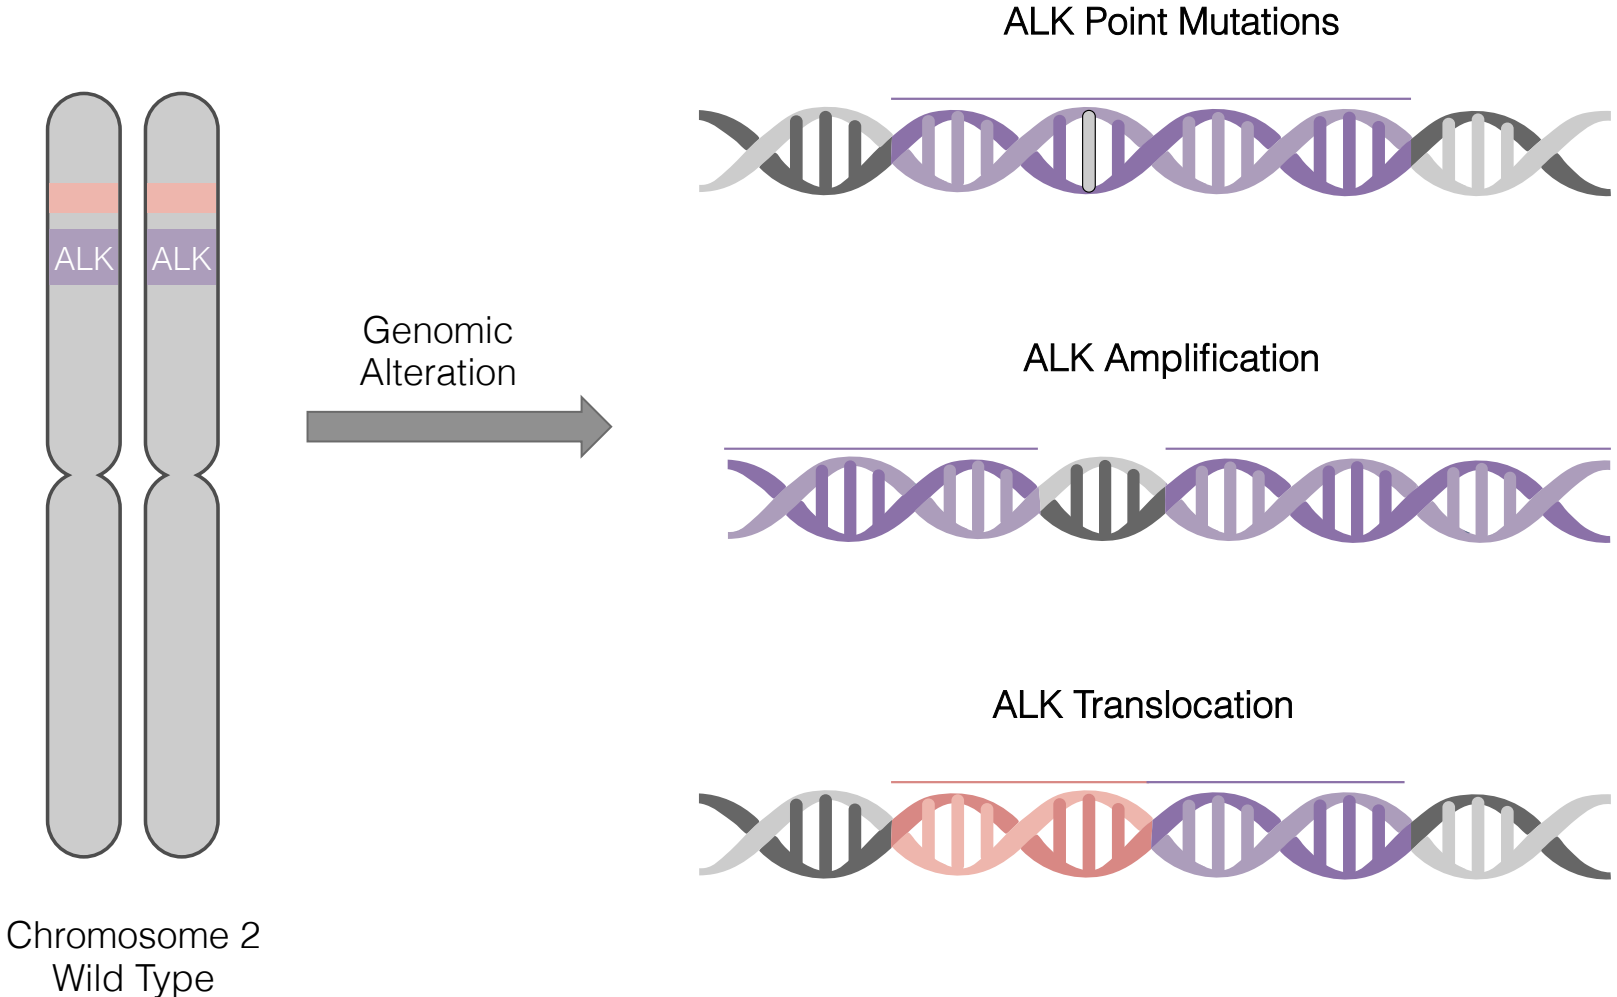 ALK Point Mutations
ALK ALK
Genomic
Alteration
ALK Amplification
ALK Translocation
Chromosome 2
Wild Type